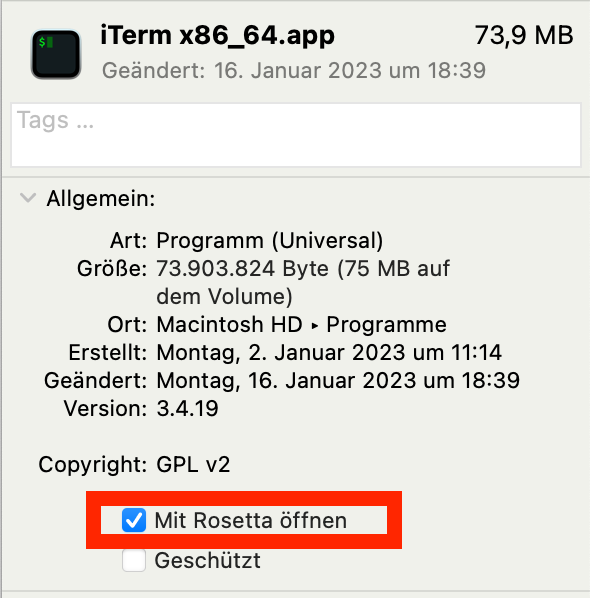 iTerm x86_64.app 73,9 MB
Geändert: 16. Januar 2023 um 18:39
Tags ...
Allgemein:
Art: Programm (Universal)
Größe: 73.903.824 Byte (75 MB auf
dem Volume)
Ort: Macintosh HD ▸ Programme
Erstellt: Montag, 2. Januar 2023 um 11:14
Geändert: Montag, 16. Januar 2023 um 18:39
Version: 3.4.19
Copyright: GPL v2
Mit Rosetta öffnen
Geschützt